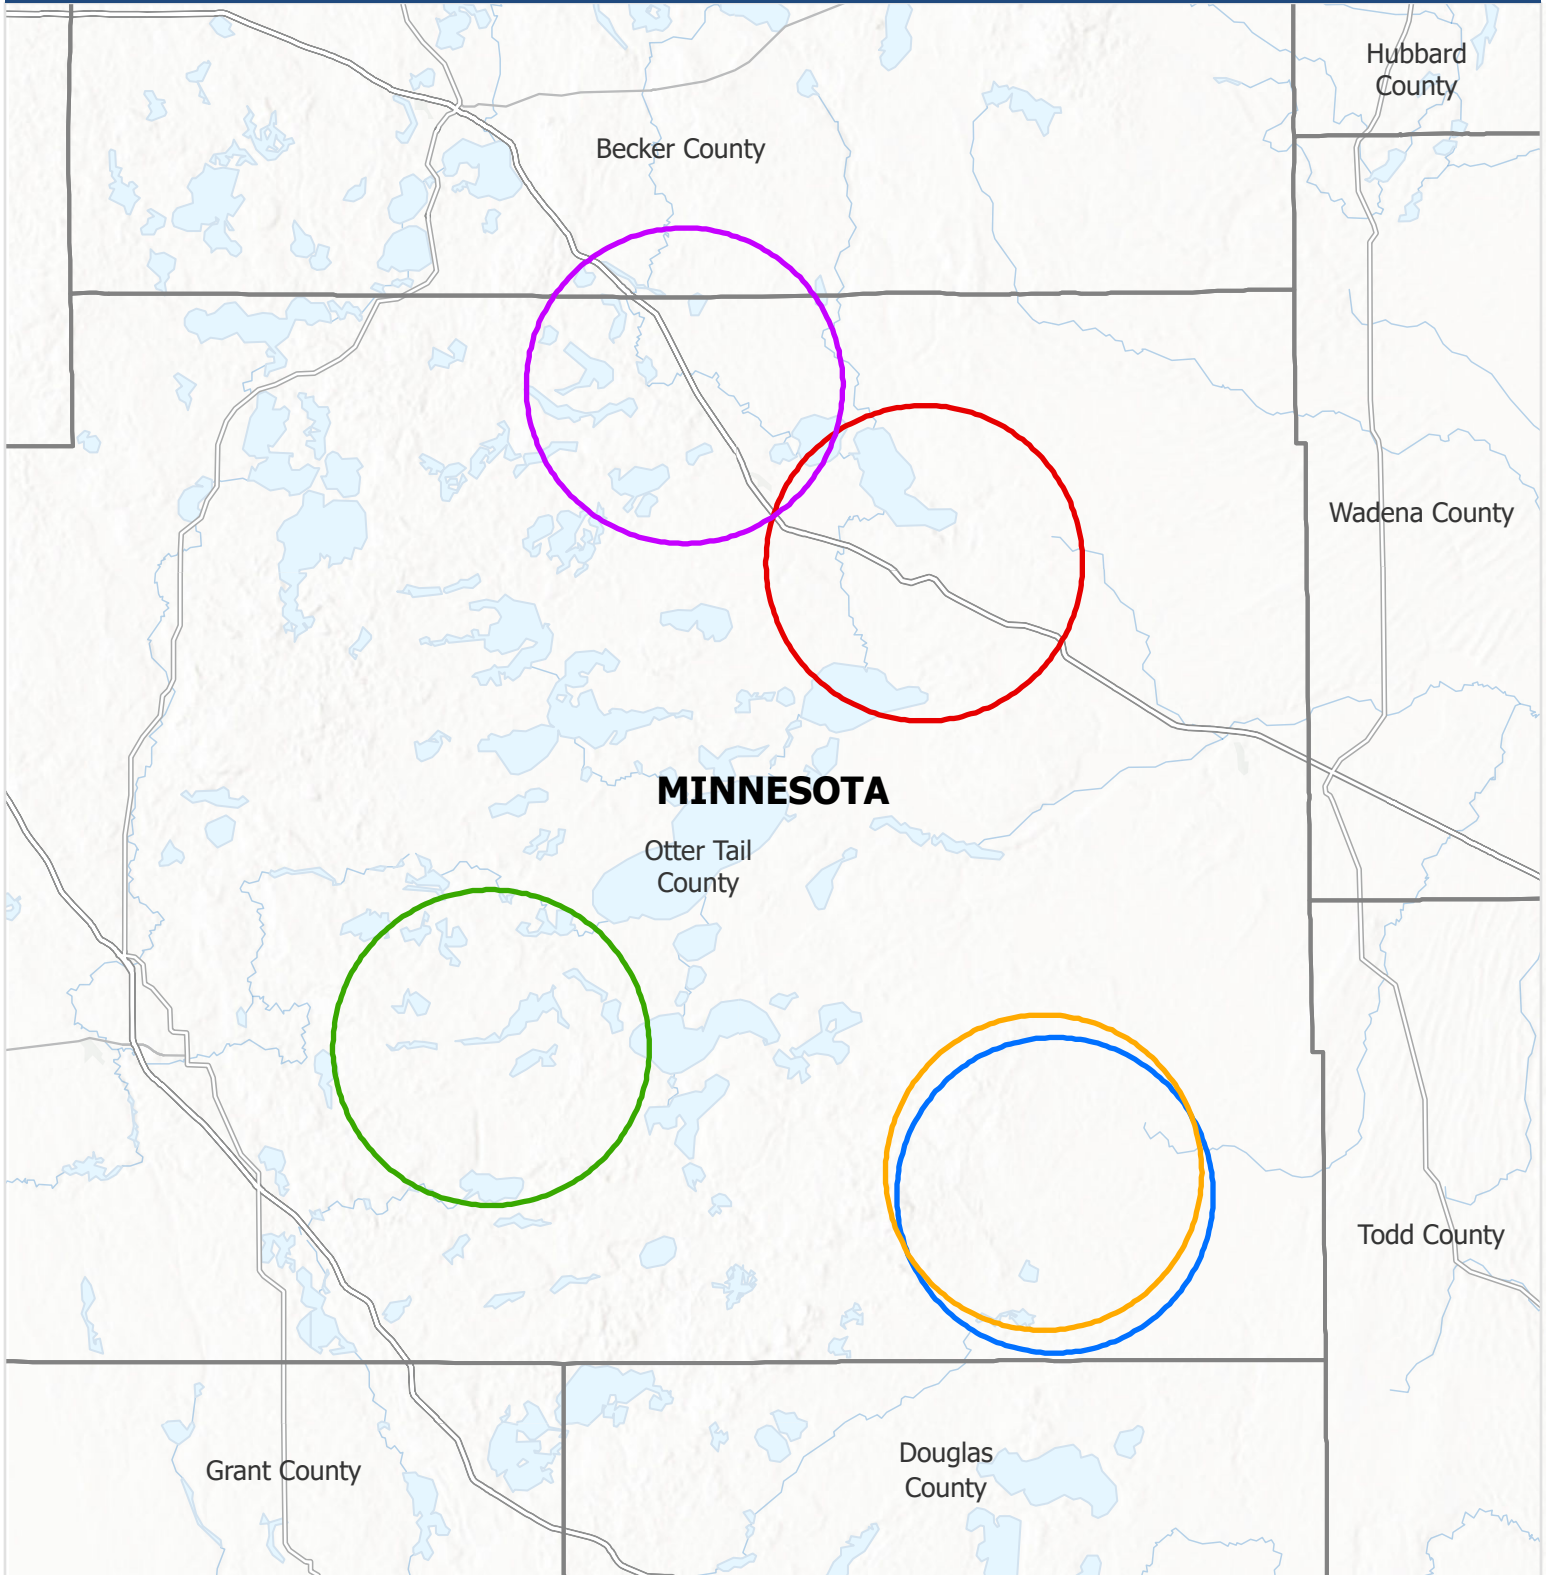 Hubbard
County
Becker County
Wadena County
MINNESOTA
Otter Tail
County
Todd County
Douglas
County
Grant County